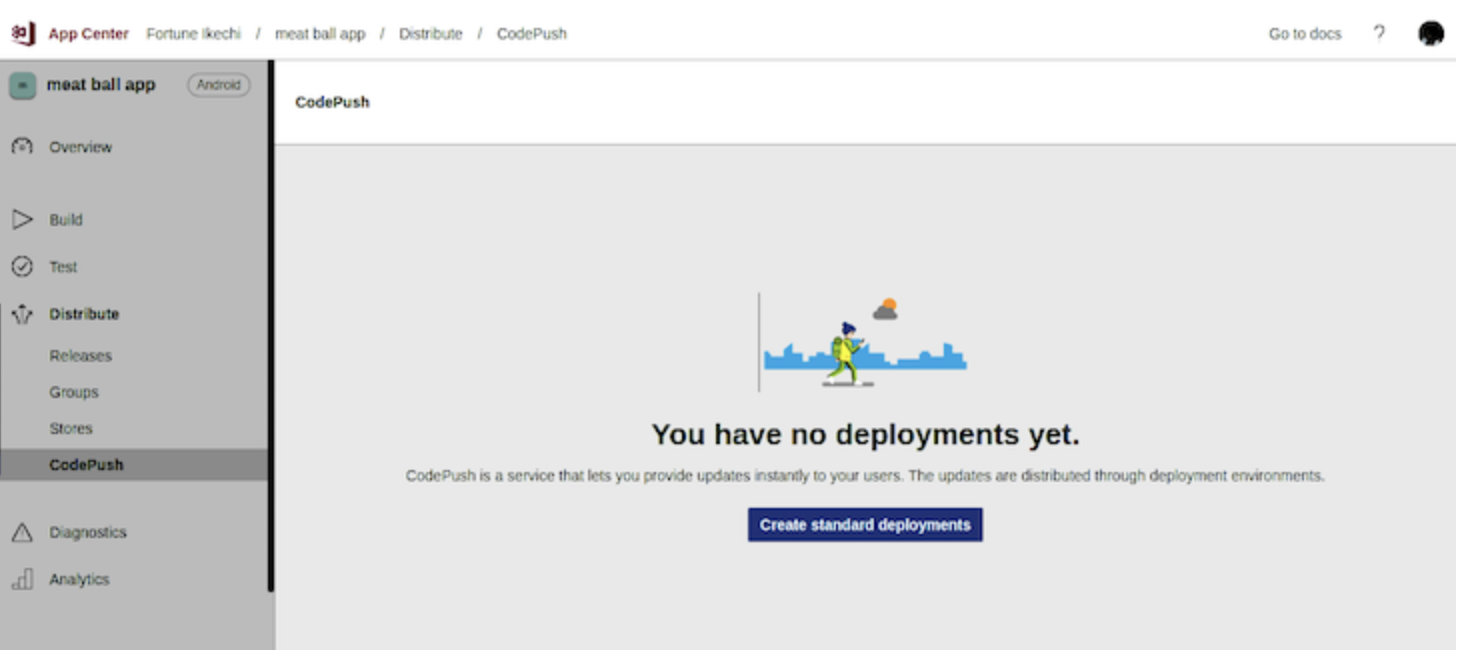 App Center Fortune Ikechi / meat ball app / Distribute / CodePush Go to docs ?
meat ball app Android
CodePush
Overview
Build
Test
Distribute
Releases
Groups
Stores
CodePush
Diagnostics
Analytics
You have no deployments yet.
CodePush is a service that lets you provide updates instantly to your users. The updates are distributed through deployment environments.
Create standard deployments